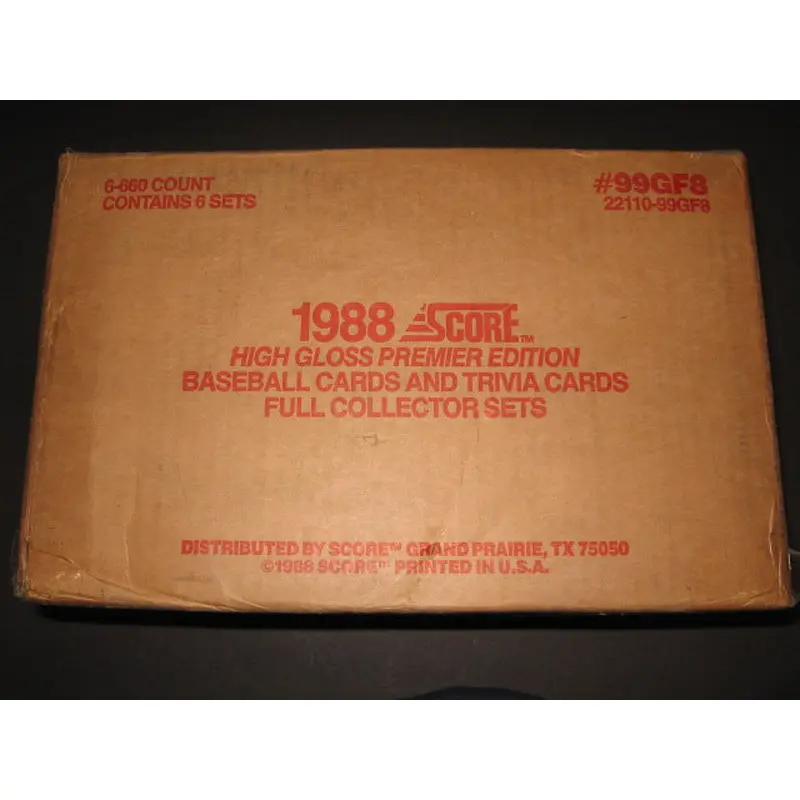 6-660 COUNT
CONTAINS 6 SETS
#99GF8
22110-99GF8
1988 SCORE™
HIGH GLOSS PREMIER EDITION
BASEBALL CARDS AND TRIVIA CARDS
FULL COLLECTOR SETS
DISTRIBUTED BY SCORE™ GRAND PRAIRIE, TX 75050
©1988 SCORE™ PRINTED IN U.S.A.